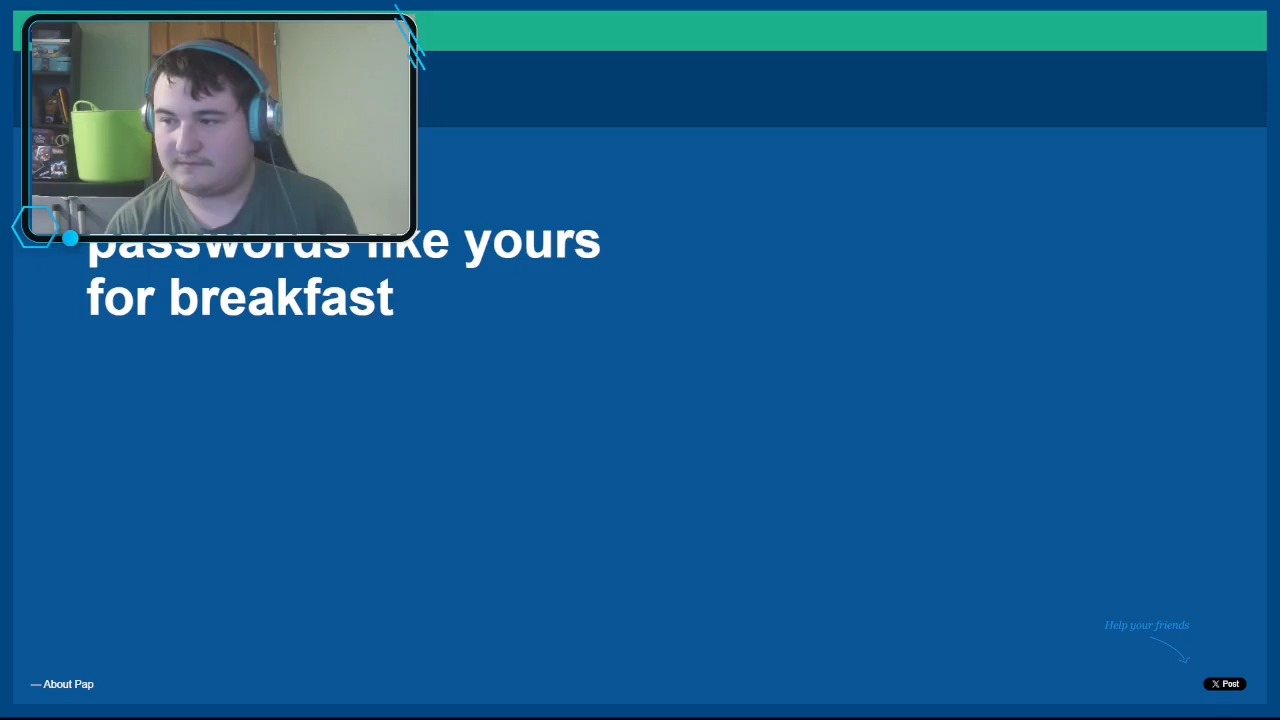 passwords like yours
for breakfast
Help your friends
— About Pap
X Post